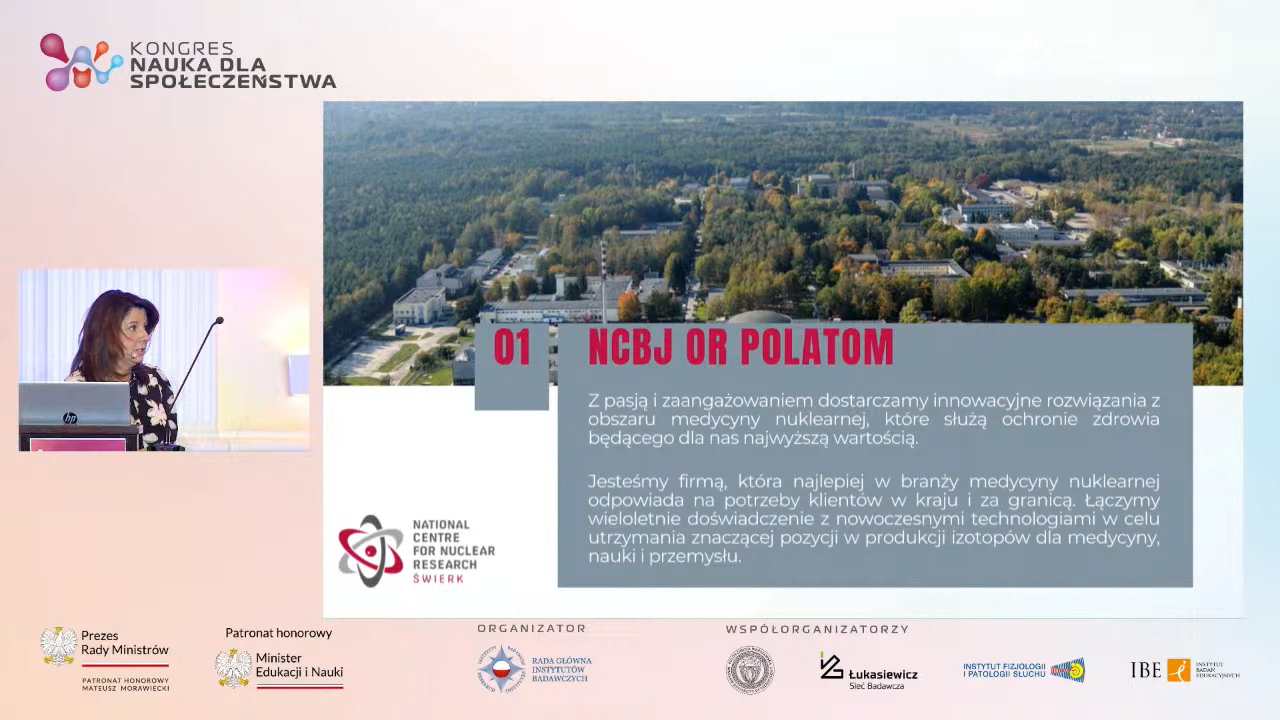 KONGRES
NAUKA DLA
SPOŁECZEŃSTWA
01
NCBJ OR POLATOM
Z pasją i zaangażowaniem dostarczamy innowacyjne rozwiązania z
obszaru medycyny nuklearnej, które służą ochronie zdrowia
będącego dla nas najwyższą wartością.
Jesteśmy firmą, która najlepiej w branży medycyny nuklearnej
odpowiada na potrzeby klientów w kraju i za granicą. Łączymy
wieloletnie doświadczenie z nowoczesnymi technologiami w celu
utrzymania znaczącej pozycji w produkcji izotopów dla medycyny,
nauki i przemysłu.
NATIONAL
CENTRE
FOR NUCLEAR
RESEARCH
ŚWIERK
hp
Prezes
Rady Ministrów
PATRONAT HONOROWY
MATEUSZ MORAWIECKI
Patronat honorowy
Minister
Edukacji i Nauki
ORGANIZATOR
RADA GŁÓWNA
INSTYTUTÓW
BADAWCZYCH
WSPÓŁORGANIZATORZY
Łukasiewicz
Sieć Badawcza
INSTYTUT FIZJOLOGII
I PATOLOGII SŁUCHU
IBE
INSTYTUT
BADAŃ
EDUKACYJNYCH